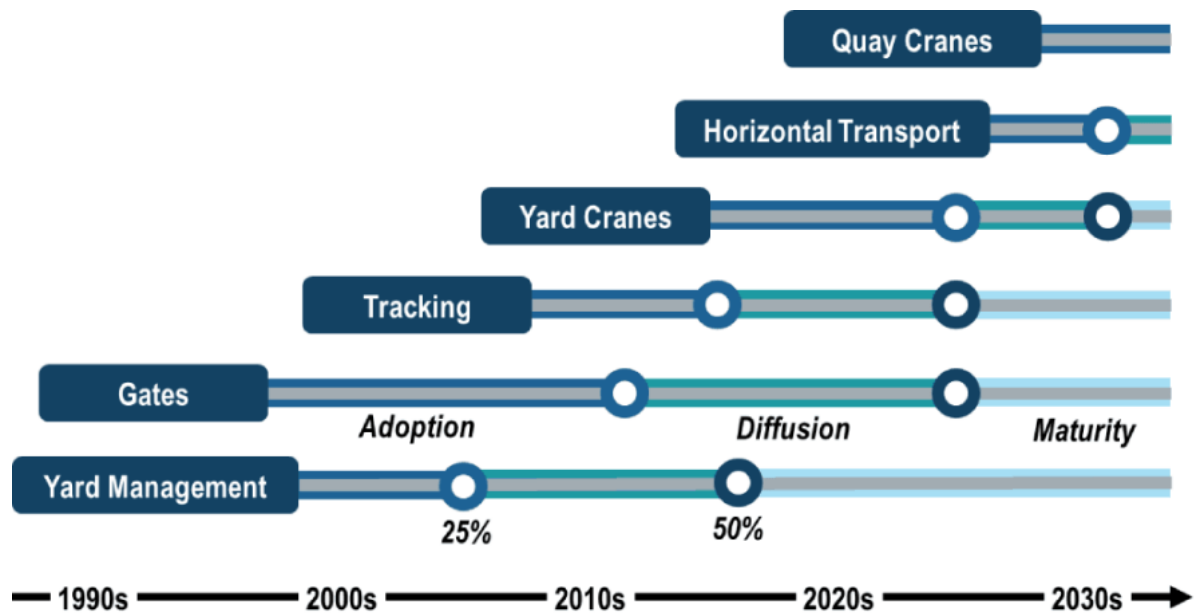 Quay Cranes
Horizontal Transport
Yard Cranes
Tracking
Gates
Adoption Diffusion Maturity
Yard Management
25% 50%
1990s 2000s 2010s 2020s 2030s